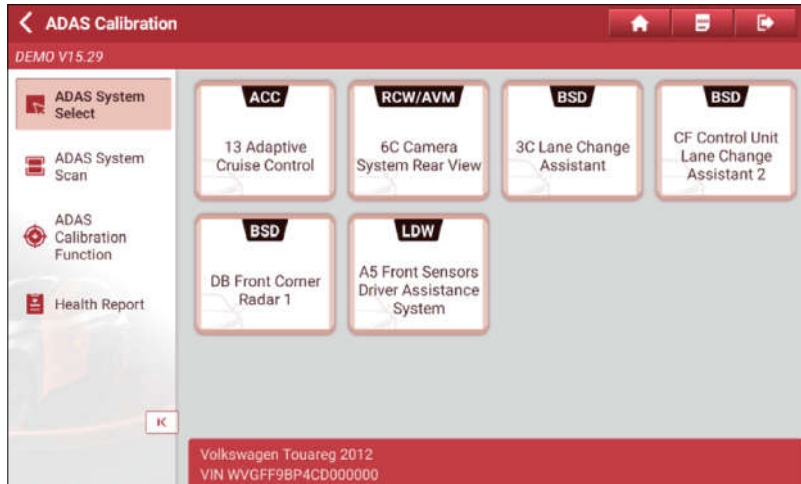 ADAS Calibration
DEMO V15.29
ADAS System
Select
ADAS System
Scan
ADAS
Calibration
Function
Health Report
ACC
13 Adaptive
Cruise Control
RCW/AVM
6C Camera
System Rear View
BSD
3C Lane Change
Assistant
BSD
CF Control Unit
Lane Change
Assistant 2
BSD
DB Front Corner
Radar 1
LDW
A5 Front Sensors
Driver Assistance
System
Volkswagen Touareg 2012
VIN WVGFF9BP4CD000000